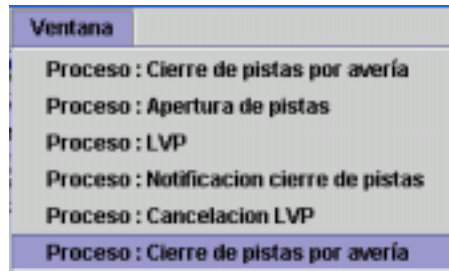 Ventana
Proceso : Cierre de pistas por avería
Proceso : Apertura de pistas
Proceso : LVP
Proceso : Notificacion cierre de pistas
Proceso : Cancelacion LVP
Proceso : Cierre de pistas por avería